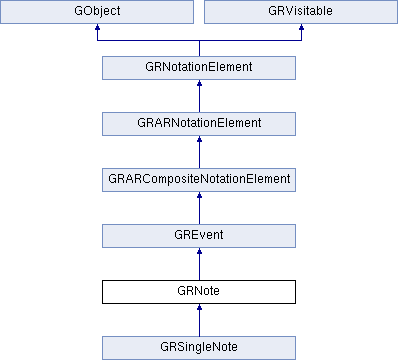 GObject
GRVisitable
GRNotationElement
GRARNotationElement
GRARCompositeNotationElement
GREvent
GRNote
GRSingleNote